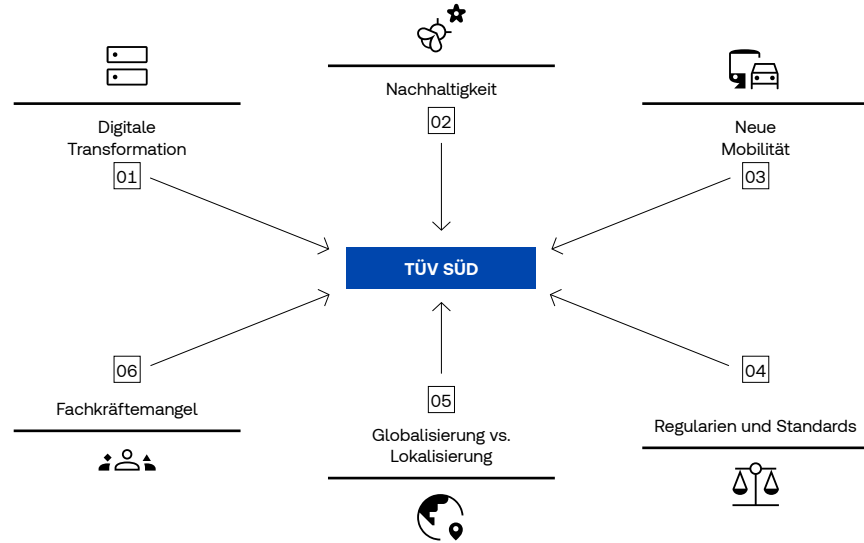 Digitale
Transformation
01
Nachhaltigkeit
02
Neue
Mobilität
03
TÜV SÜD
06
Fachkräftemangel
05
Globalisierung vs.
Lokalisierung
04
Regularien und Standards